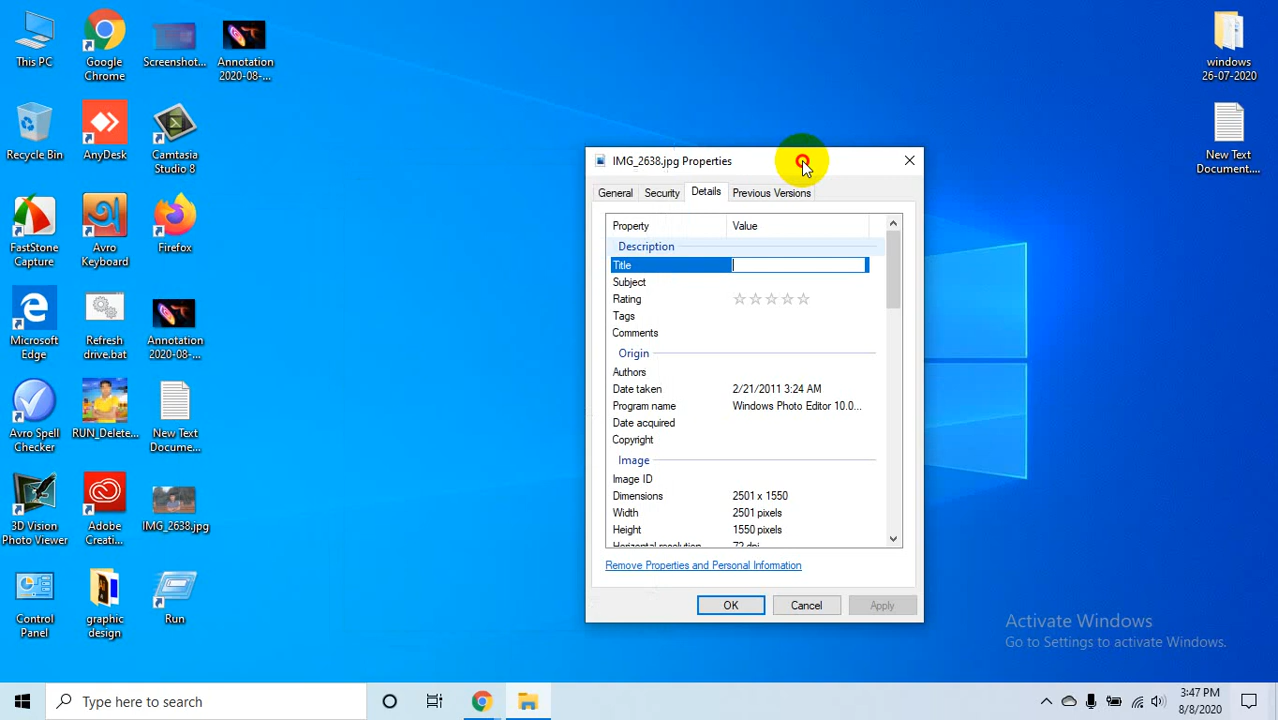 This PC
Google
Chrome
Screenshot...
Annotation
2020-08-...
Recycle Bin
AnyDesk
Camtasia
Studio 8
FastStone
Capture
Avro
Keyboard
Firefox
Microsoft
Edge
Refresh
drive.bat
Annotation
2020-08-...
Avro Spell
Checker
RUN_Delete...
New Text
Docume...
3D Vision
Photo Viewer
Adobe
Creati...
IMG_2638.jpg
Control
Panel
graphic
design
Run
windows
26-07-2020
New Text
Document....
IMG_2638.jpg Properties
General Security Details Previous Versions
Property Value
Description
Title
Subject
Rating
Tags
Comments
Origin
Authors
Date taken 2/21/2011 3:24 AM
Program name Windows Photo Editor 10.0...
Date acquired
Copyright
Image
Image ID
Dimensions 2501 x 1550
Width 2501 pixels
Height 1550 pixels
Horizontal resolution 72 dpi
Remove Properties and Personal Information
OK Cancel Apply
Activate Windows
Go to Settings to activate Windows.
Type here to search
3:47 PM
8/8/2020